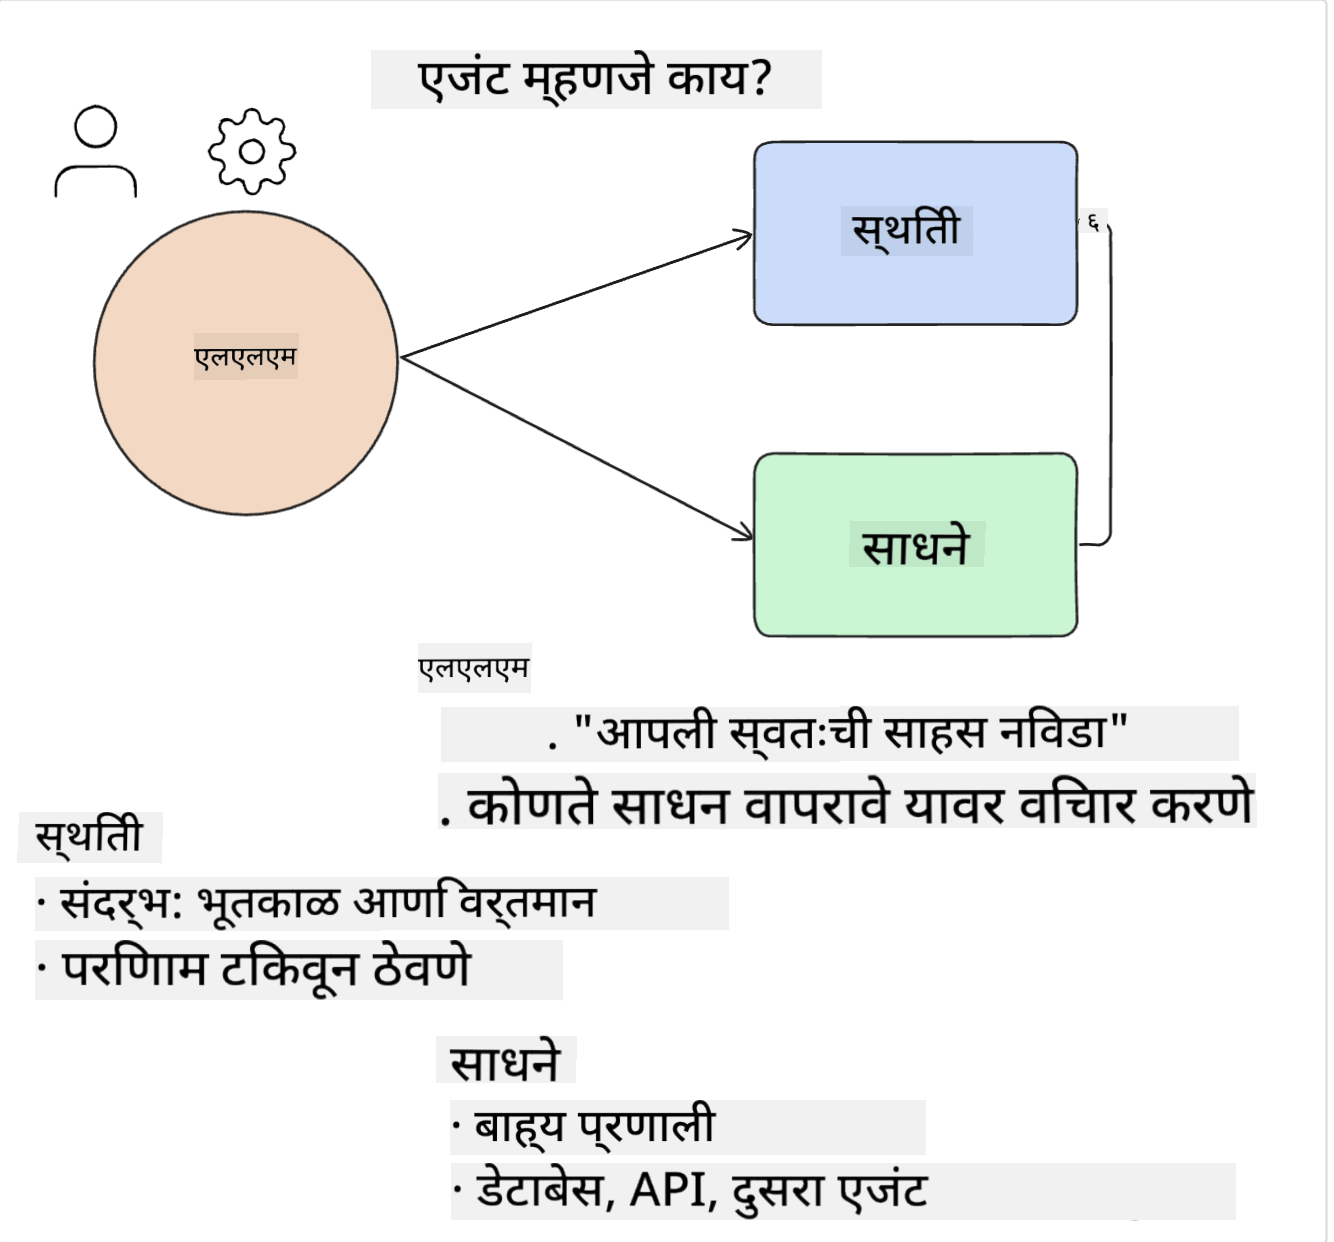 एजंट म्हणजे काय?
स्थिती
६
एलएलएम
साधने
एलएलएम
. "आपली स्वतःची साहस निवडा"
. कोणते साधन वापरावे यावर विचार करणे
स्थिती
· संदर्भ: भूतकाळ आणि वर्तमान
· परिणाम टिकवून ठेवणे
साधने
· बाह्य प्रणाली
· डेटाबेस, API, दुसरा एजंट